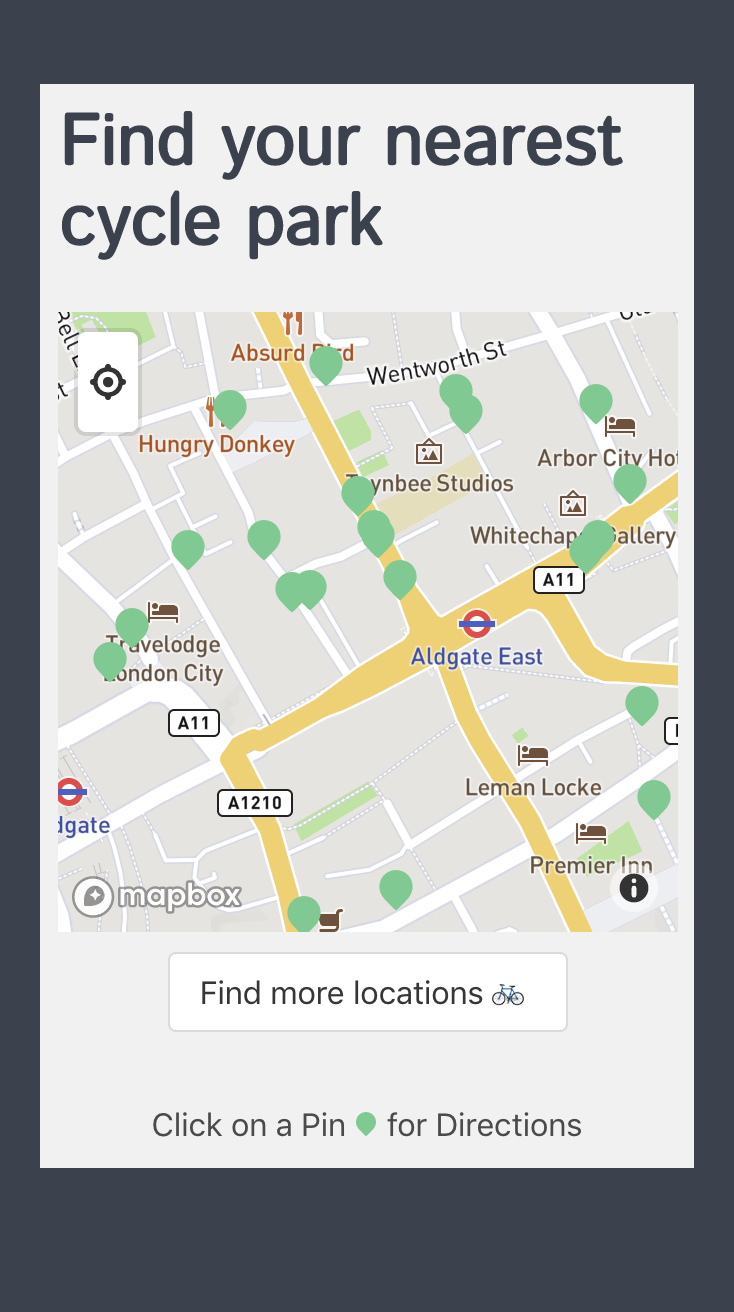 Find your nearest
cycle park
Absurd Bird
Wentworth St
Hungry Donkey
Arbor City Hot
Toynbee Studios
Whitechapel Gallery
A11
Aldgate East
Travelodge
London City
A11
Leman Locke
A1210
dgate
Premier Inn
mapbox
Find more locations
Click on a Pin for Directions